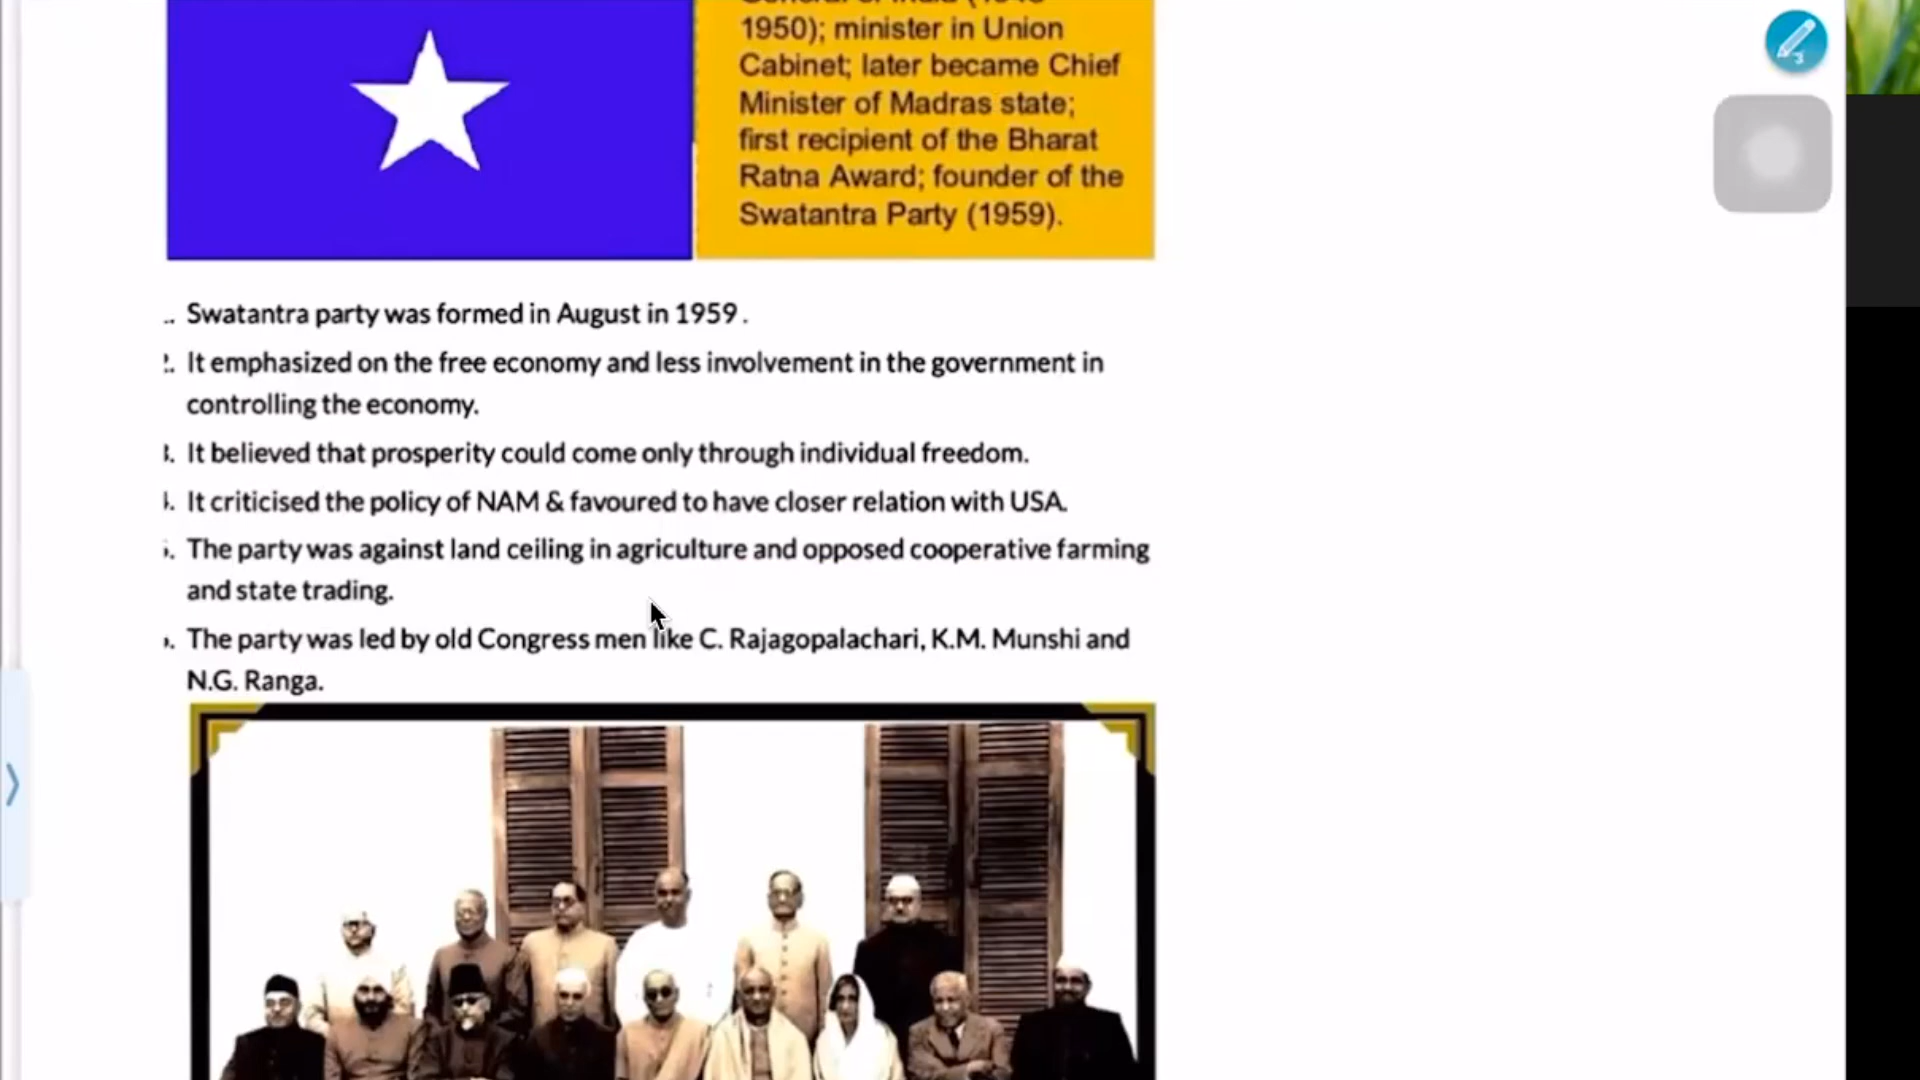 1950); minister in Union
Cabinet; later became Chief
Minister of Madras state;
first recipient of the Bharat
Ratna Award; founder of the
Swatantra Party (1959).
3
.. Swatantra party was formed in August in 1959 .
. It emphasized on the free economy and less involvement in the government in
controlling the economy.
. It believed that prosperity could come only through individual freedom.
. It criticised the policy of NAM & favoured to have closer relation with USA.
. The party was against land ceiling in agriculture and opposed cooperative farming
and state trading.
. The party was led by old Congress men like C. Rajagopalachari, K.M. Munshi and
N.G. Ranga.